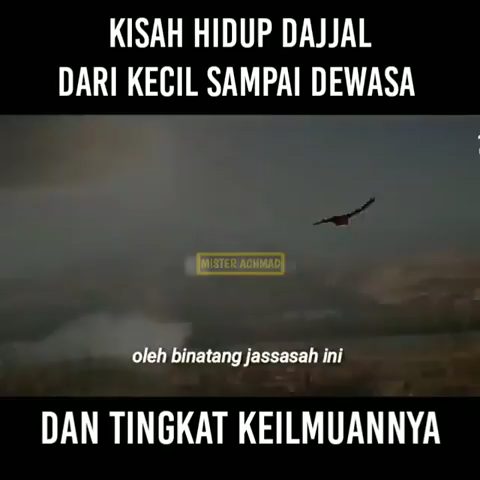 KISAH HIDUP DAJJAL
DARI KECIL SAMPAI DEWASA
MISTER ACHMAD
oleh binatang jassasah ini
DAN TINGKAT KEILMUANNYA